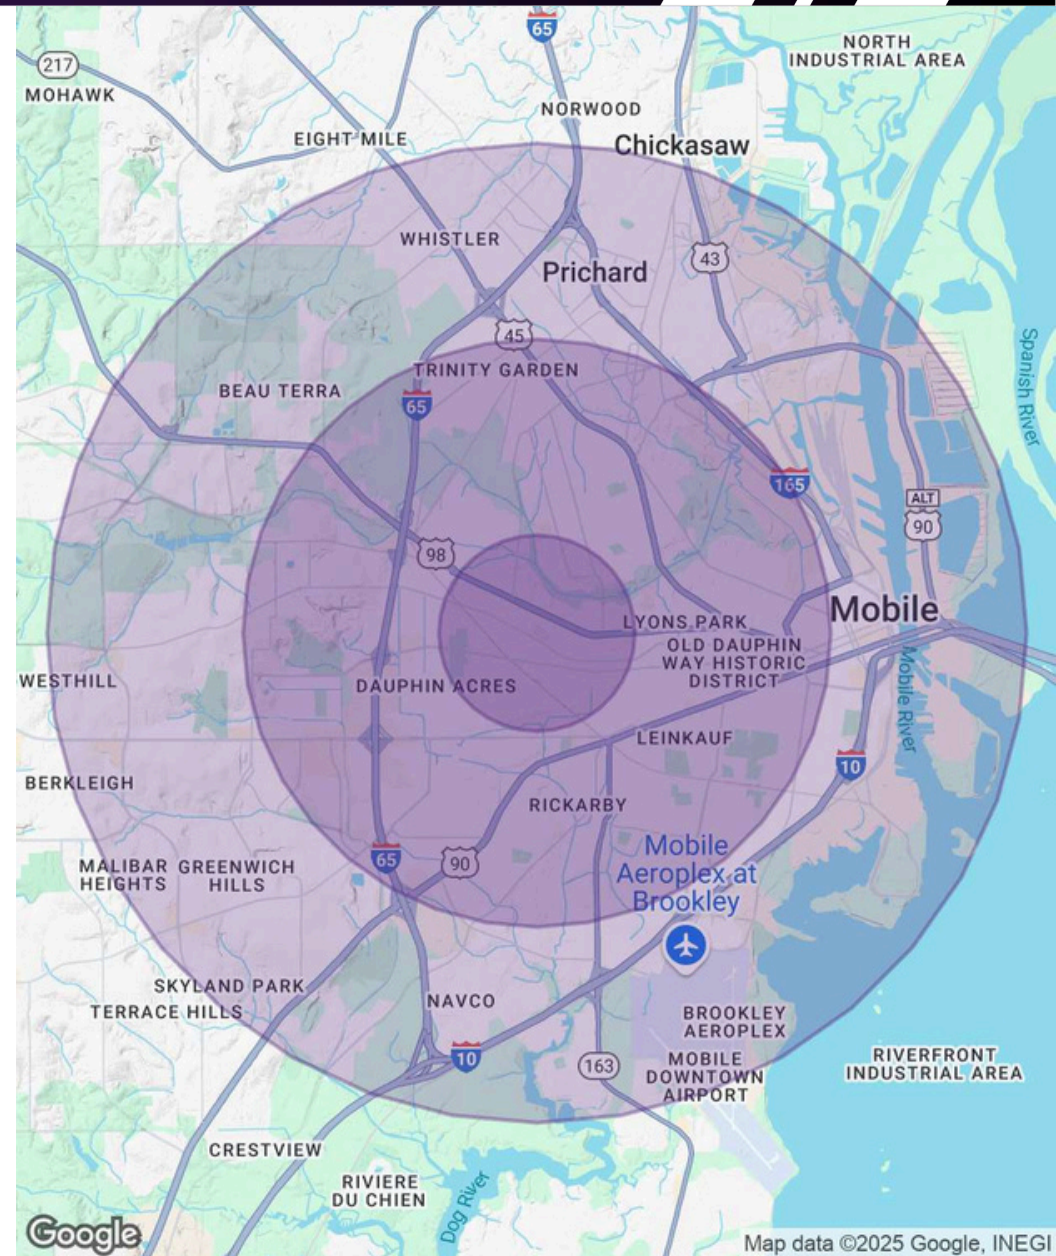 65
NORTH
INDUSTRIAL AREA
217
MOHAWK
NORWOOD
EIGHT MILE
Chickasaw
WHISTLER
43
Prichard
45
TRINITY GARDEN
BEAU TERRA
65
Spanish River
165
ALT
90
98
Mobile
LYONS PARK
OLD DAUPHIN
WAY HISTORIC
DISTRICT
WESTHILL
DAUPHIN ACRES
Mobile River
LEINKAUF
10
BERKLEIGH
RICKARBY
65
90
Mobile
Aeroplex at
Brookley
MALIBAR
HEIGHTS
GREENWICH
HILLS
SKYLAND PARK
TERRACE HILLS
NAVCO
BROOKLEY
AEROPLEX
10
163
MOBILE
DOWNTOWN
AIRPORT
RIVERFRONT
INDUSTRIAL AREA
CRESTVIEW
RIVIERE
DU CHIEN
Dog River
Google
Map data ©2025 Google, INEGI